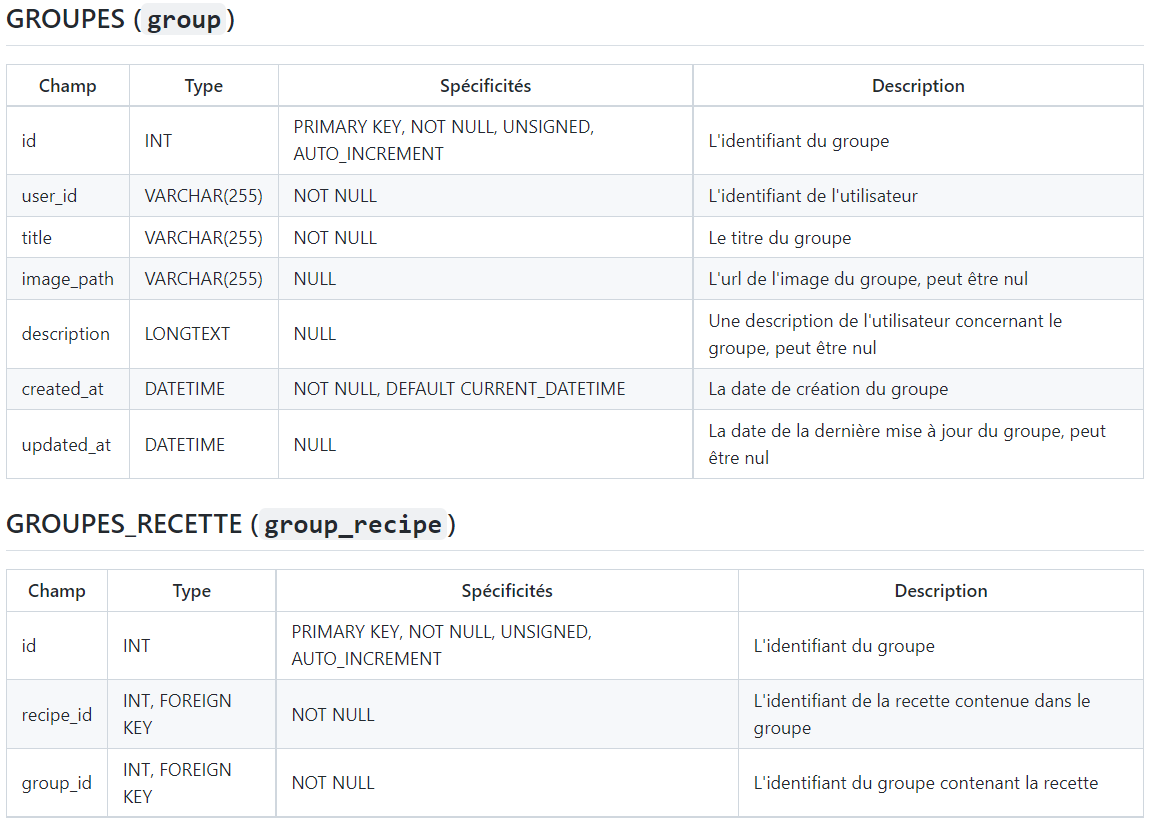 GROUPES (group)
Champ Type Spécificités Description
id INT PRIMARY KEY, NOT NULL, UNSIGNED, AUTO_INCREMENT L'identifiant du groupe
user_id VARCHAR(255) NOT NULL L'identifiant de l'utilisateur
title VARCHAR(255) NOT NULL Le titre du groupe
image_path VARCHAR(255) NULL L'url de l'image du groupe, peut être nul
description LONGTEXT NULL Une description de l'utilisateur concernant le groupe, peut être nul
created_at DATETIME NOT NULL, DEFAULT CURRENT_DATETIME La date de création du groupe
updated_at DATETIME NULL La date de la dernière mise à jour du groupe, peut être nul
GROUPES_RECETTE (group_recipe)
Champ Type Spécificités Description
id INT PRIMARY KEY, NOT NULL, UNSIGNED, AUTO_INCREMENT L'identifiant du groupe
recipe_id INT, FOREIGN KEY NOT NULL L'identifiant de la recette contenue dans le groupe
group_id INT, FOREIGN KEY NOT NULL L'identifiant du groupe contenant la recette